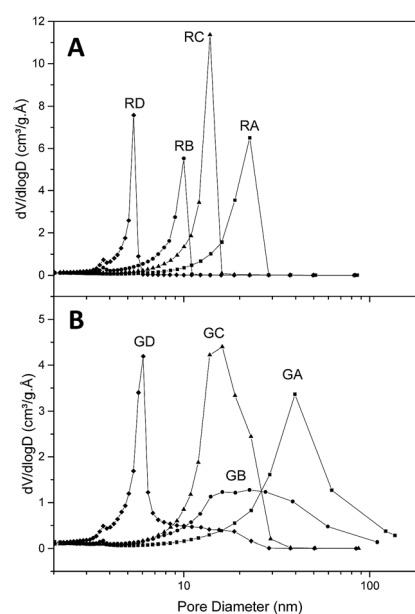 A
RC
RD
RB
RA
12
10
8
6
4
2
0
dV/dlogD (cm³/g.Å)
B
GD
GC
GA
GB
5
4
3
2
1
0
dV/dlogD (cm³/g.Å)
10
100
Pore Diameter (nm)